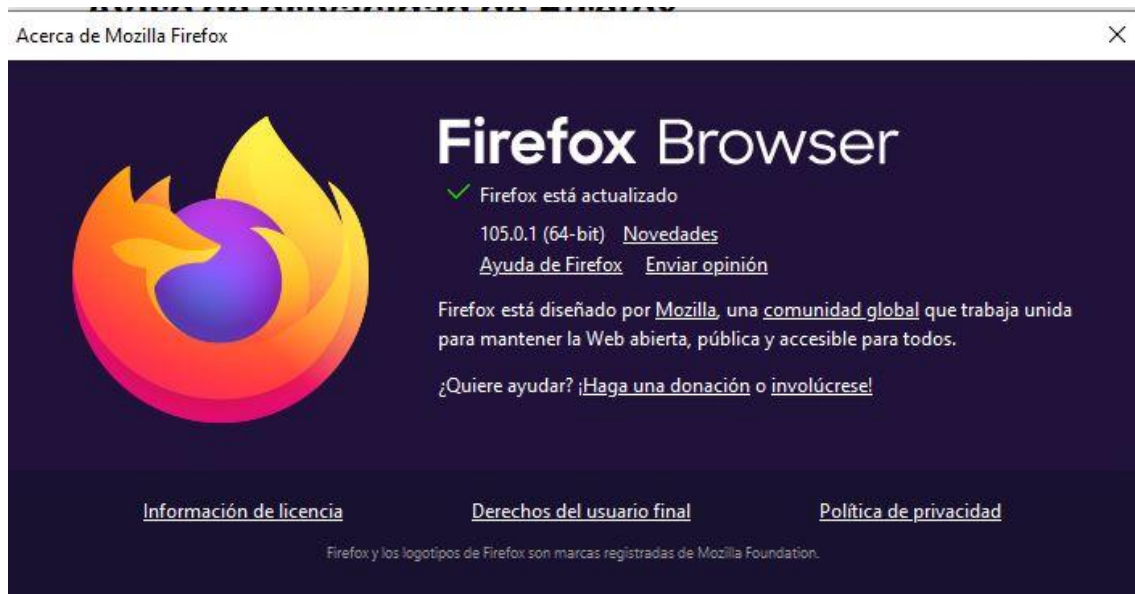 Acerca de Mozilla Firefox
Firefox Browser
Firefox está actualizado
105.0.1 (64-bit) Novedades
Ayuda de Firefox Enviar opinión
Firefox está diseñado por Mozilla, una comunidad global que trabaja unida
para mantener la Web abierta, pública y accesible para todos.
¿Quiere ayudar? ¡Haga una donación o involúcrese!
Información de licencia Derechos del usuario final Política de privacidad
Firefox y los logotipos de Firefox son marcas registradas de Mozilla Foundation.